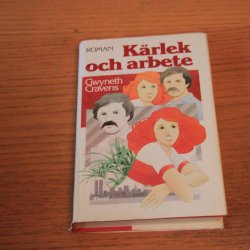 ROMAN
Kärlek
och arbete
Gwyneth
Cravens